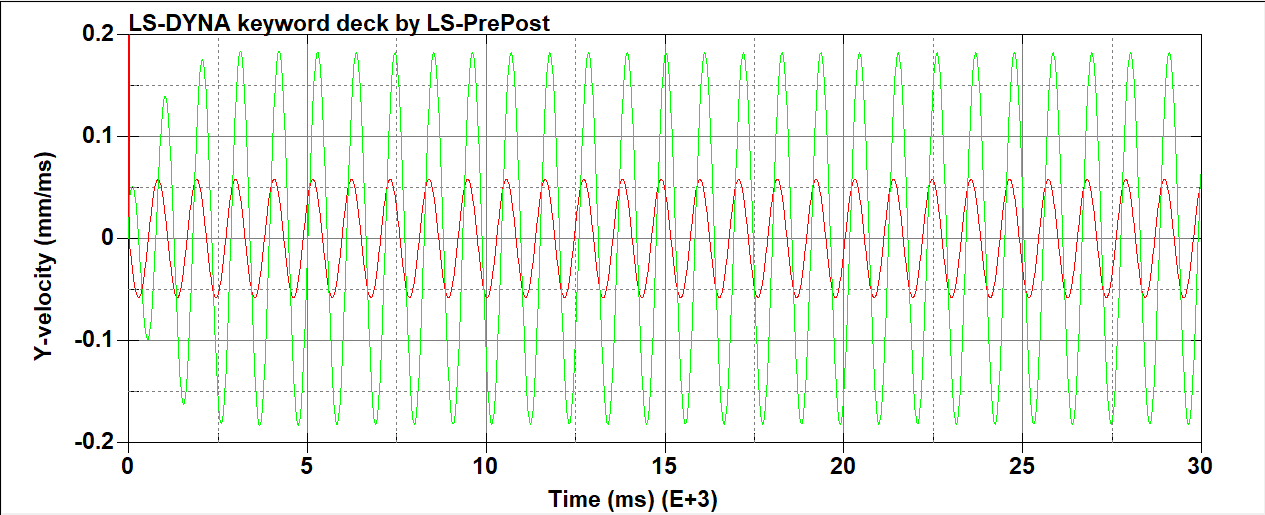 LS-DYNA keyword deck by LS-PrePost
0.2
0.1
0
-0.1
-0.2
Y-velocity (mm/ms)
0 5 10 15 20 25 30
Time (ms) (E+3)